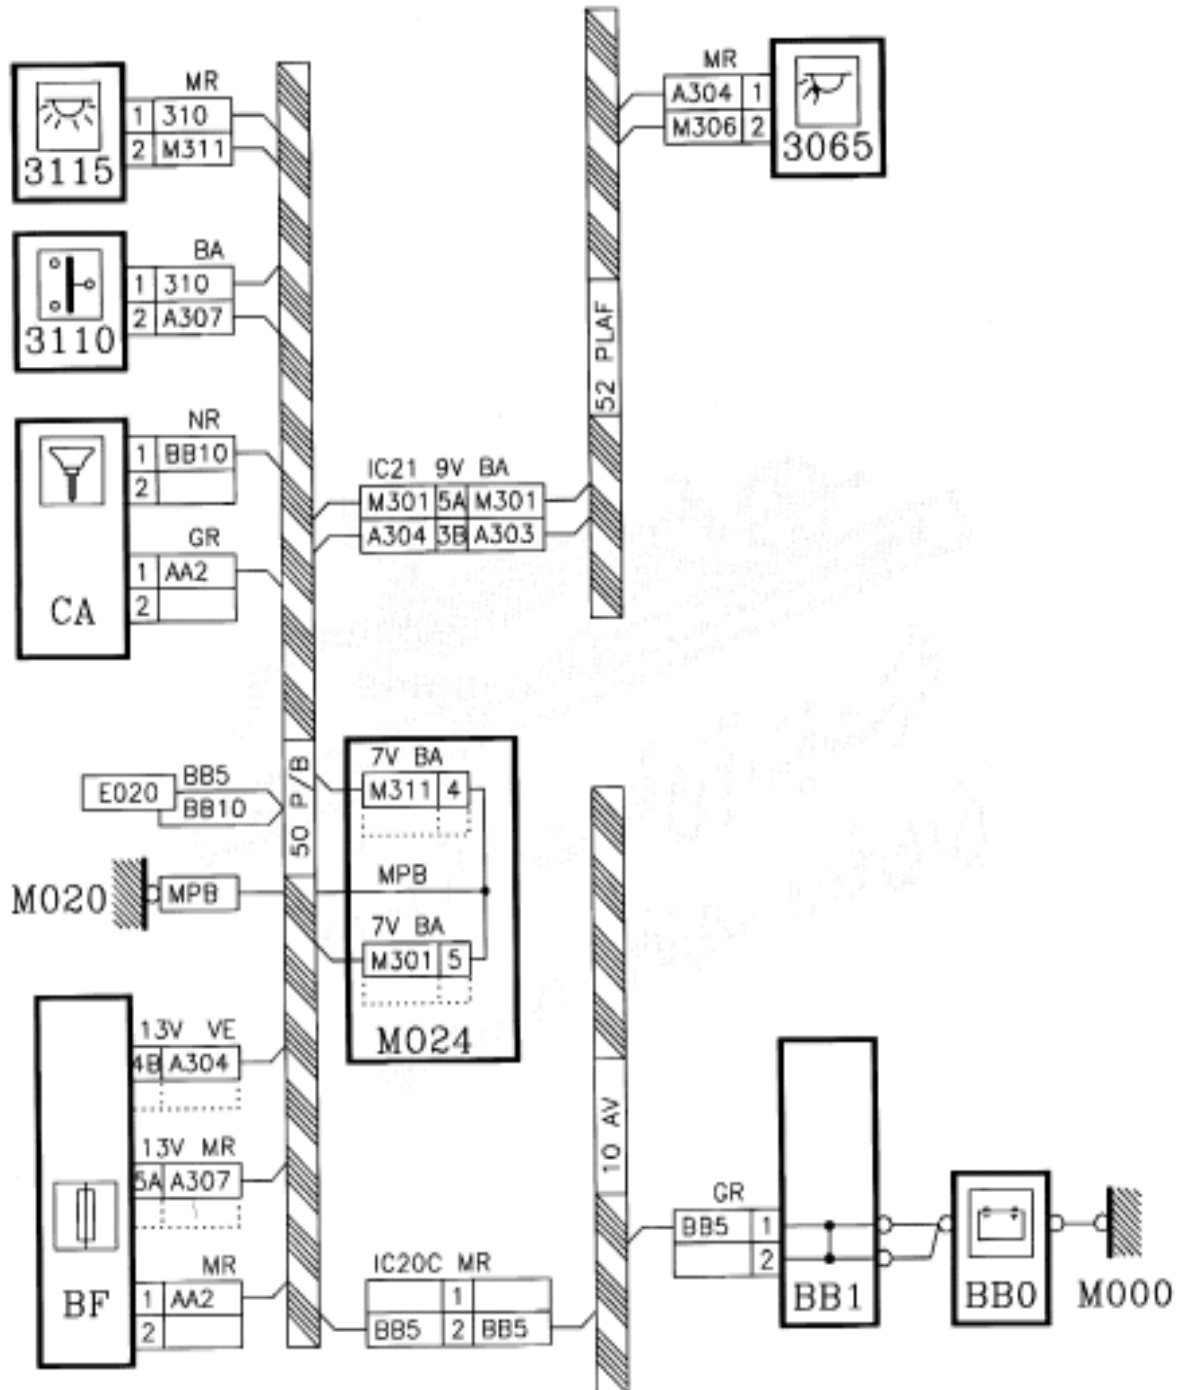 MR
1 310
2 M311
3115
MR
A304 1
M306 2
3065
BA
1 310
2 A307
3110
52 PLAF
NR
1 BB10
2
GR
1 AA2
2
CA
IC21 9V BA
M301 5A M301
A304 3B A303
50 P/B
E020
BB5
BB10
7V BA
M311 4
MPB
7V BA
M301 5
M024
M020
MPB
13V VE
4B A304
13V MR
5A A307
MR
1 AA2
2
BF
IC20C MR
1
BB5 2 BB5
10 AV
GR
BB5 1
2
BB1
BB0
M000